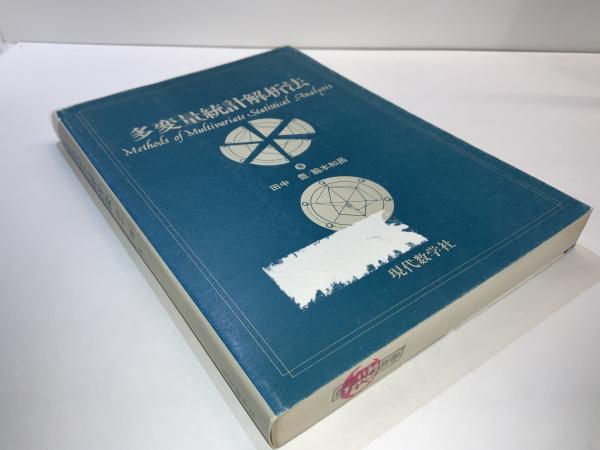 多変量統計解析法
Methods of Multivariate Statistical Analysis
著
田中 豊/脇本和昌
現代数学社